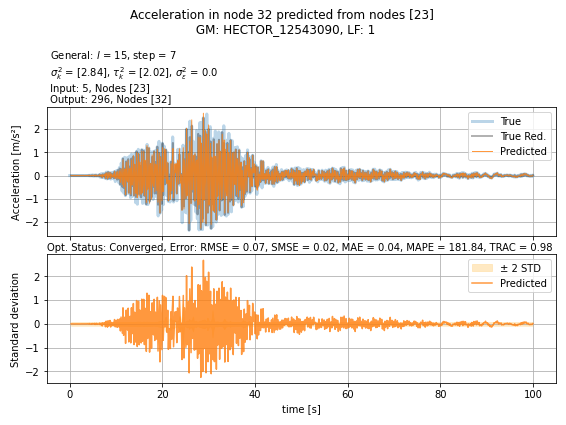 Acceleration in node 32 predicted from nodes [23]
GM: HECTOR_12543090, LF: 1
General: l = 15, step = 7
σ²ₖ = [2.84], τ²ₖ = [2.02], σ²ε = 0.0
Input: 5, Nodes [23]
Output: 296, Nodes [32]
Acceleration [m/s²]
2
1
0
−1
−2
True
True Red.
Predicted
Opt. Status: Converged, Error: RMSE = 0.07, SMSE = 0.02, MAE = 0.04, MAPE = 181.84, TRAC = 0.98
Standard deviation
2
1
0
−1
−2
± 2 STD
Predicted
0 20 40 60 80 100
time [s]